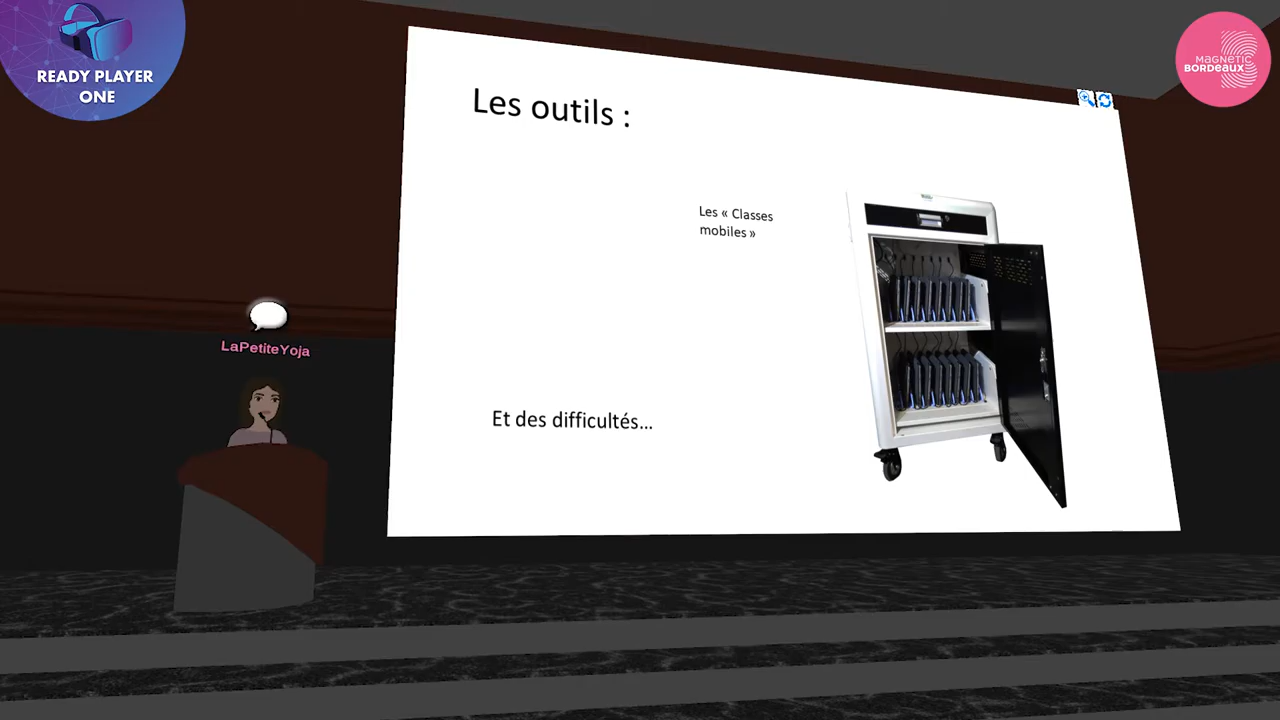 READY PLAYER
ONE
MAGNETIC
BORDEAUX
Les outils :
Les « Classes
mobiles »
LaPetiteYoja
Et des difficultés...